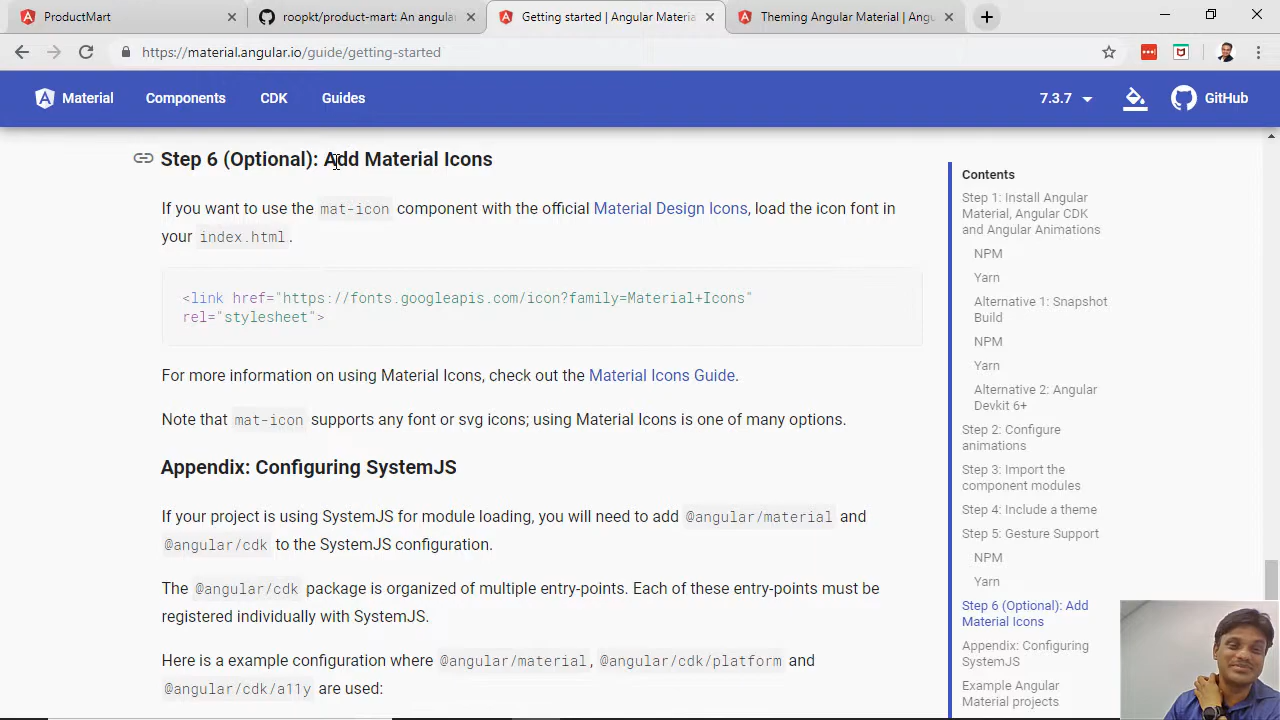 ProductMart
roopkt/product-mart: An angula
Getting started | Angular Materia
Theming Angular Material | Angu
https://material.angular.io/guide/getting-started
Material
Components
CDK
Guides
7.3.7
GitHub
Step 6 (Optional): Add Material Icons
If you want to use the mat-icon component with the official Material Design Icons, load the icon font in
your index.html.
<link href="https://fonts.googleapis.com/icon?family=Material+Icons"
rel="stylesheet">
For more information on using Material Icons, check out the Material Icons Guide.
Note that mat-icon supports any font or svg icons; using Material Icons is one of many options.
Appendix: Configuring SystemJS
If your project is using SystemJS for module loading, you will need to add @angular/material and
@angular/cdk to the SystemJS configuration.
The @angular/cdk package is organized of multiple entry-points. Each of these entry-points must be
registered individually with SystemJS.
Here is a example configuration where @angular/material, @angular/cdk/platform and
@angular/cdk/a11y are used:
Contents
Step 1: Install Angular
Material, Angular CDK
and Angular Animations
NPM
Yarn
Alternative 1: Snapshot
Build
NPM
Yarn
Alternative 2: Angular
Devkit 6+
Step 2: Configure
animations
Step 3: Import the
component modules
Step 4: Include a theme
Step 5: Gesture Support
NPM
Yarn
Step 6 (Optional): Add
Material Icons
Appendix: Configuring
SystemJS
Example Angular
Material projects